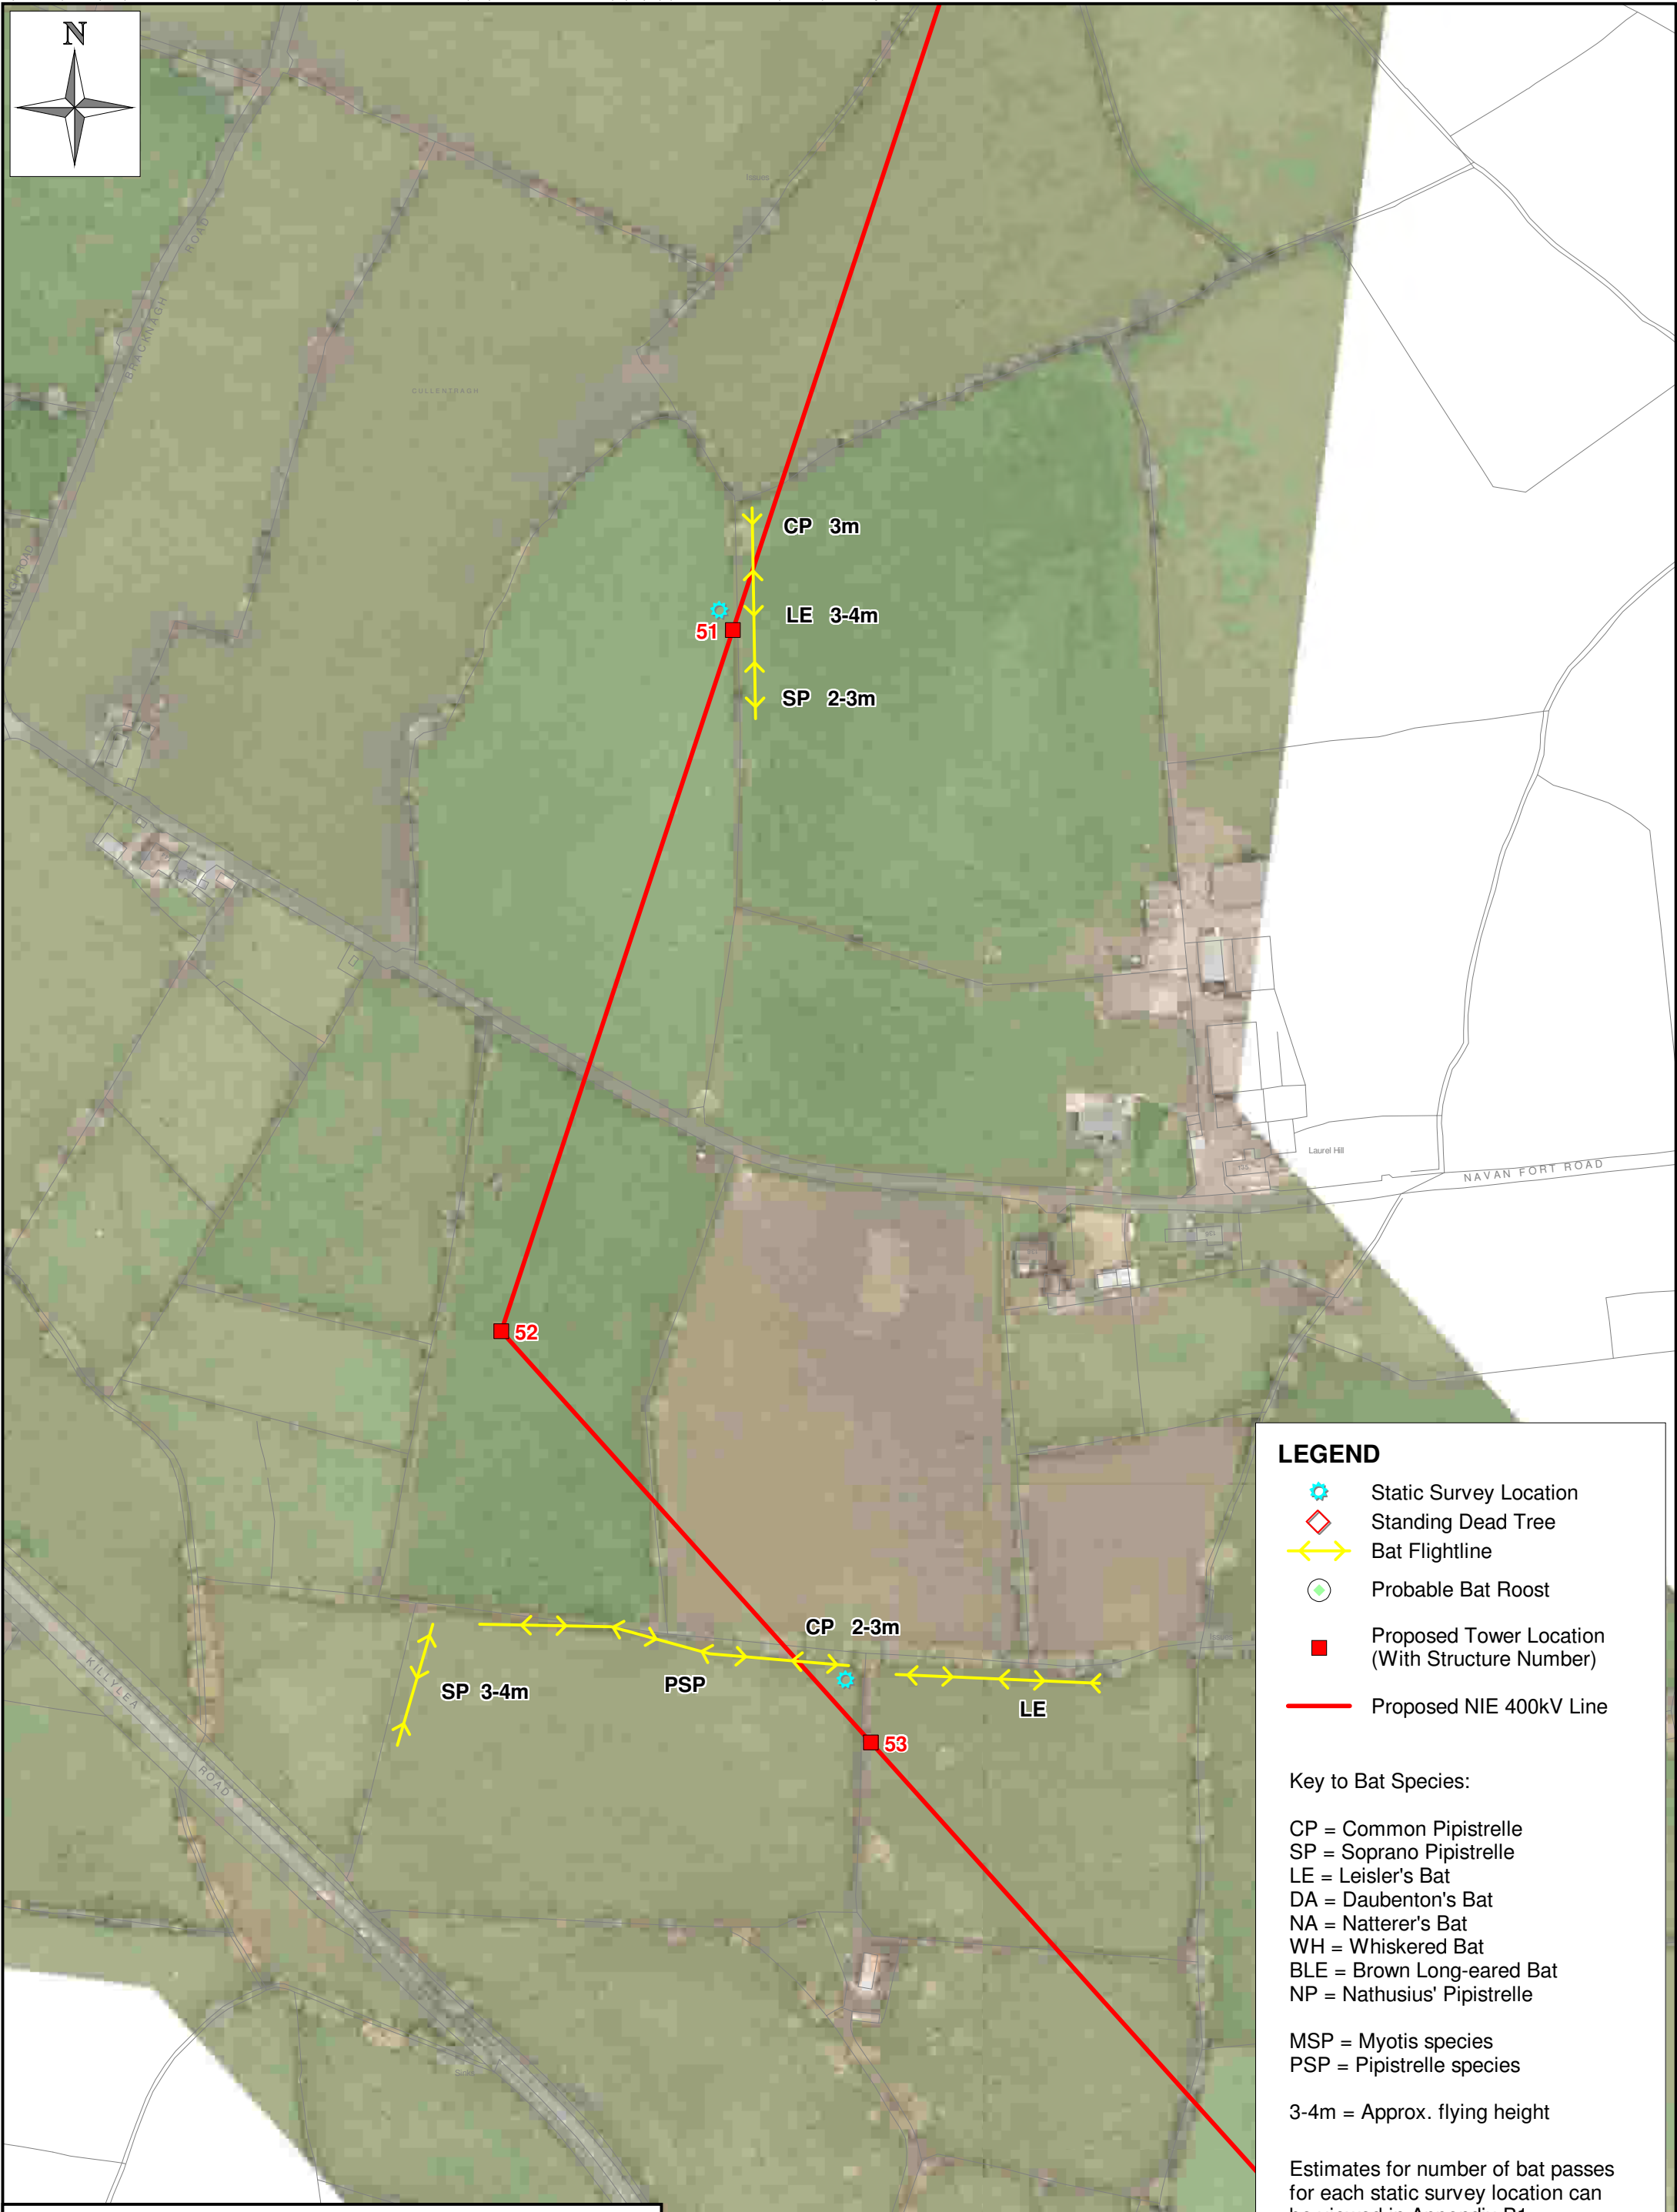 N
BRACKNAGH ROAD
CULLENTRAGH
CP 3m
LE 3-4m
51
SP 2-3m
Laurel Hill
NAVAN FORT ROAD
52
CP 2-3m
SP 3-4m
PSP
LE
53
KILLYLEA ROAD
LEGEND
Static Survey Location
Standing Dead Tree
Bat Flightline
Probable Bat Roost
Proposed Tower Location
(With Structure Number)
Proposed NIE 400kV Line
Key to Bat Species:
CP = Common Pipistrelle
SP = Soprano Pipistrelle
LE = Leisler's Bat
DA = Daubenton's Bat
NA = Natterer's Bat
WH = Whiskered Bat
BLE = Brown Long-eared Bat
NP = Nathusius' Pipistrelle
MSP = Myotis species
PSP = Pipistrelle species
3-4m = Approx. flying height
Estimates for number of bat passes
for each static survey location can